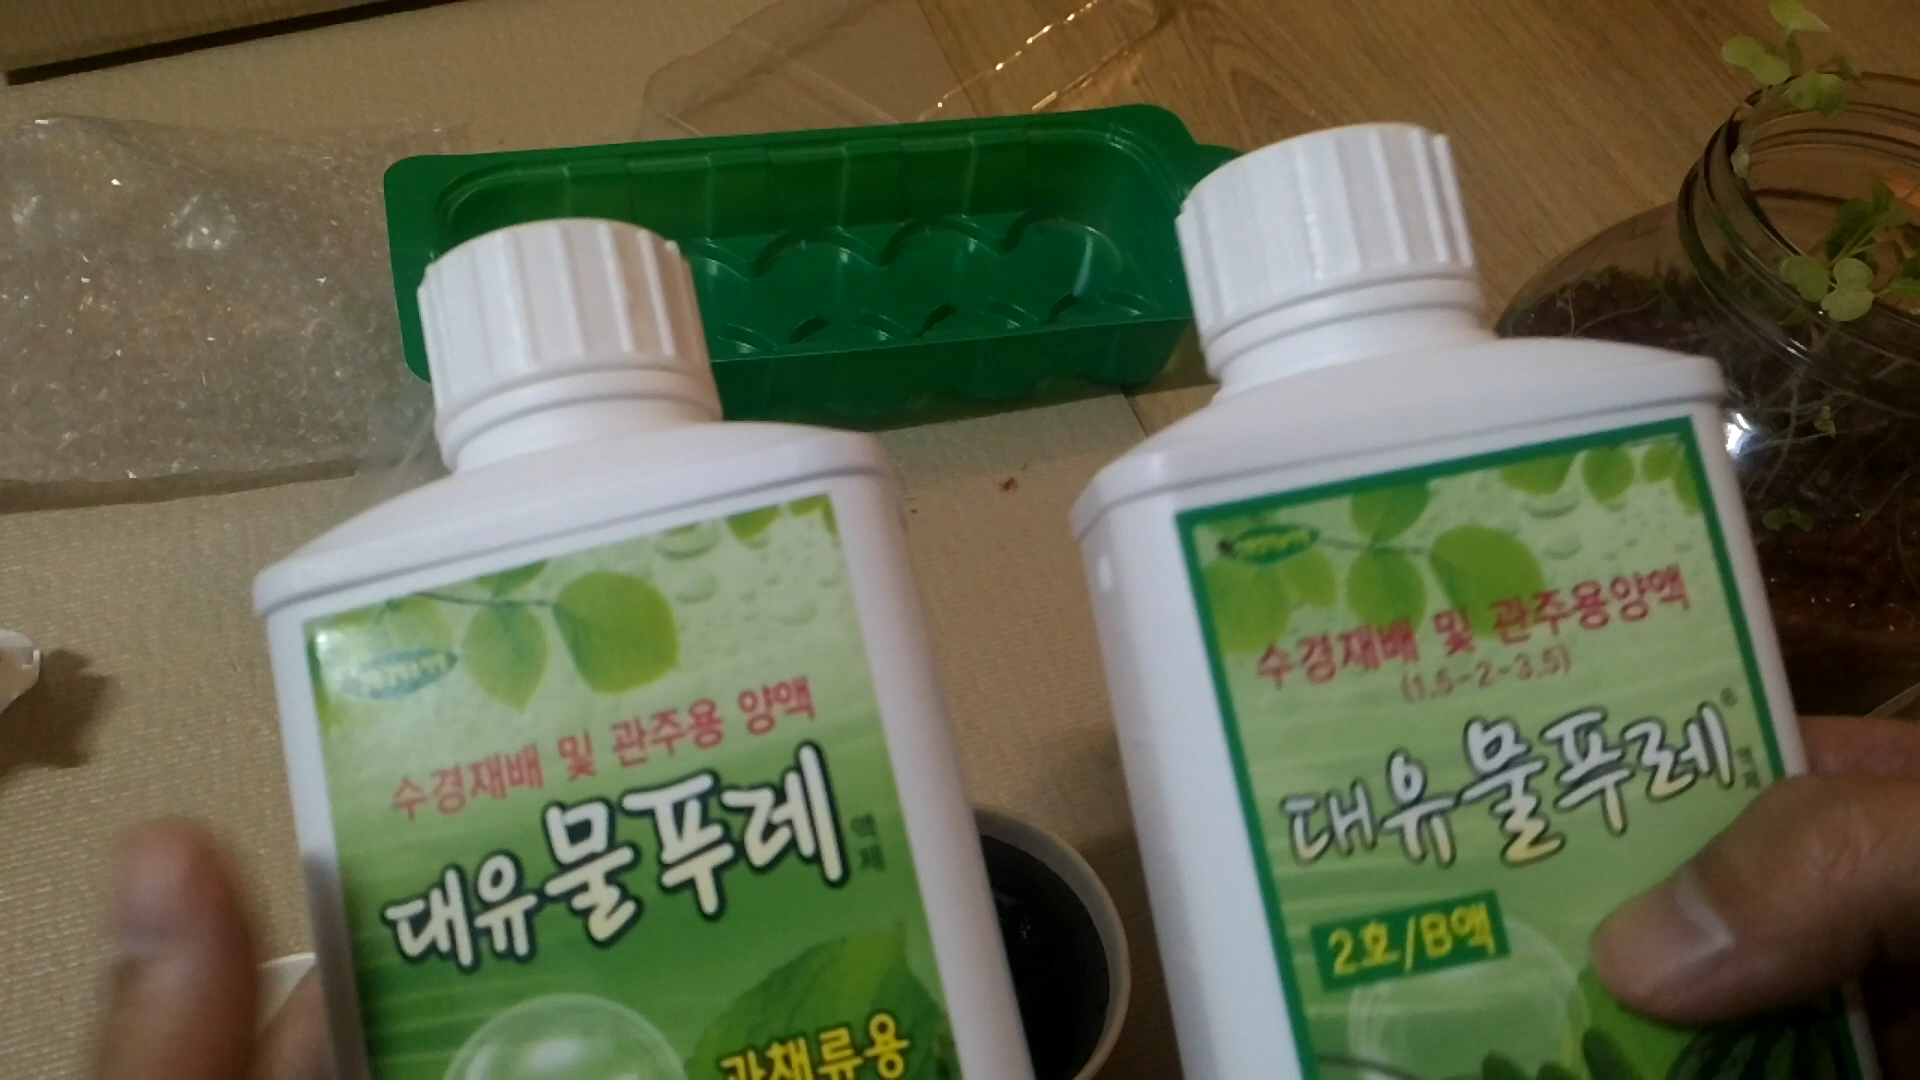 수경재배 및 관주용 양액
대유물푸레
액제
과채류용
수경재배 및 관주용양액
(1.5-2-3.5)
대유물푸레®
액제
2호/B액